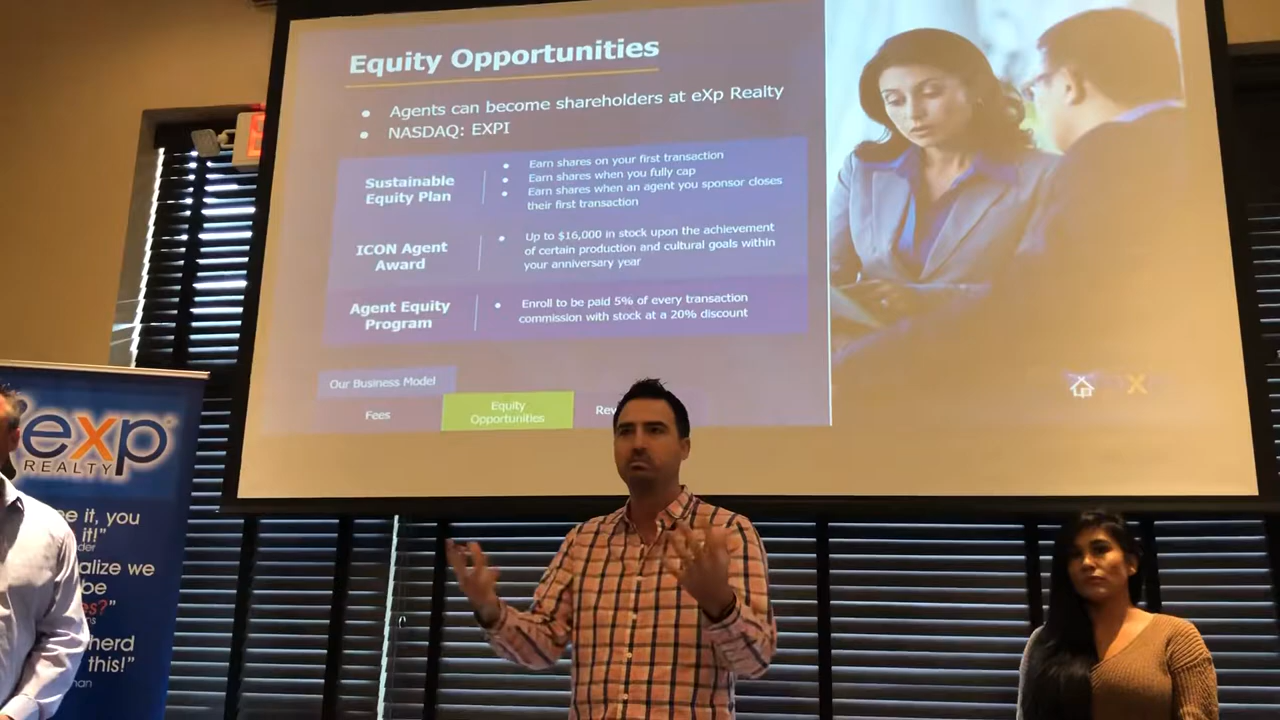 Equity Opportunities
• Agents can become shareholders at eXp Realty
• NASDAQ: EXPI
Sustainable
Equity Plan
• Earn shares on your first transaction
• Earn shares when you fully cap
• Earn shares when an agent you sponsor closes
their first transaction
ICON Agent
Award
• Up to $16,000 in stock upon the achievement
of certain production and cultural goals within
your anniversary year
Agent Equity
Program
• Enroll to be paid 5% of every transaction
commission with stock at a 20% discount
Our Business Model
Fees
Equity
Opportunities
X
exp
REALTY
it, you
it!"
we
be
this!"